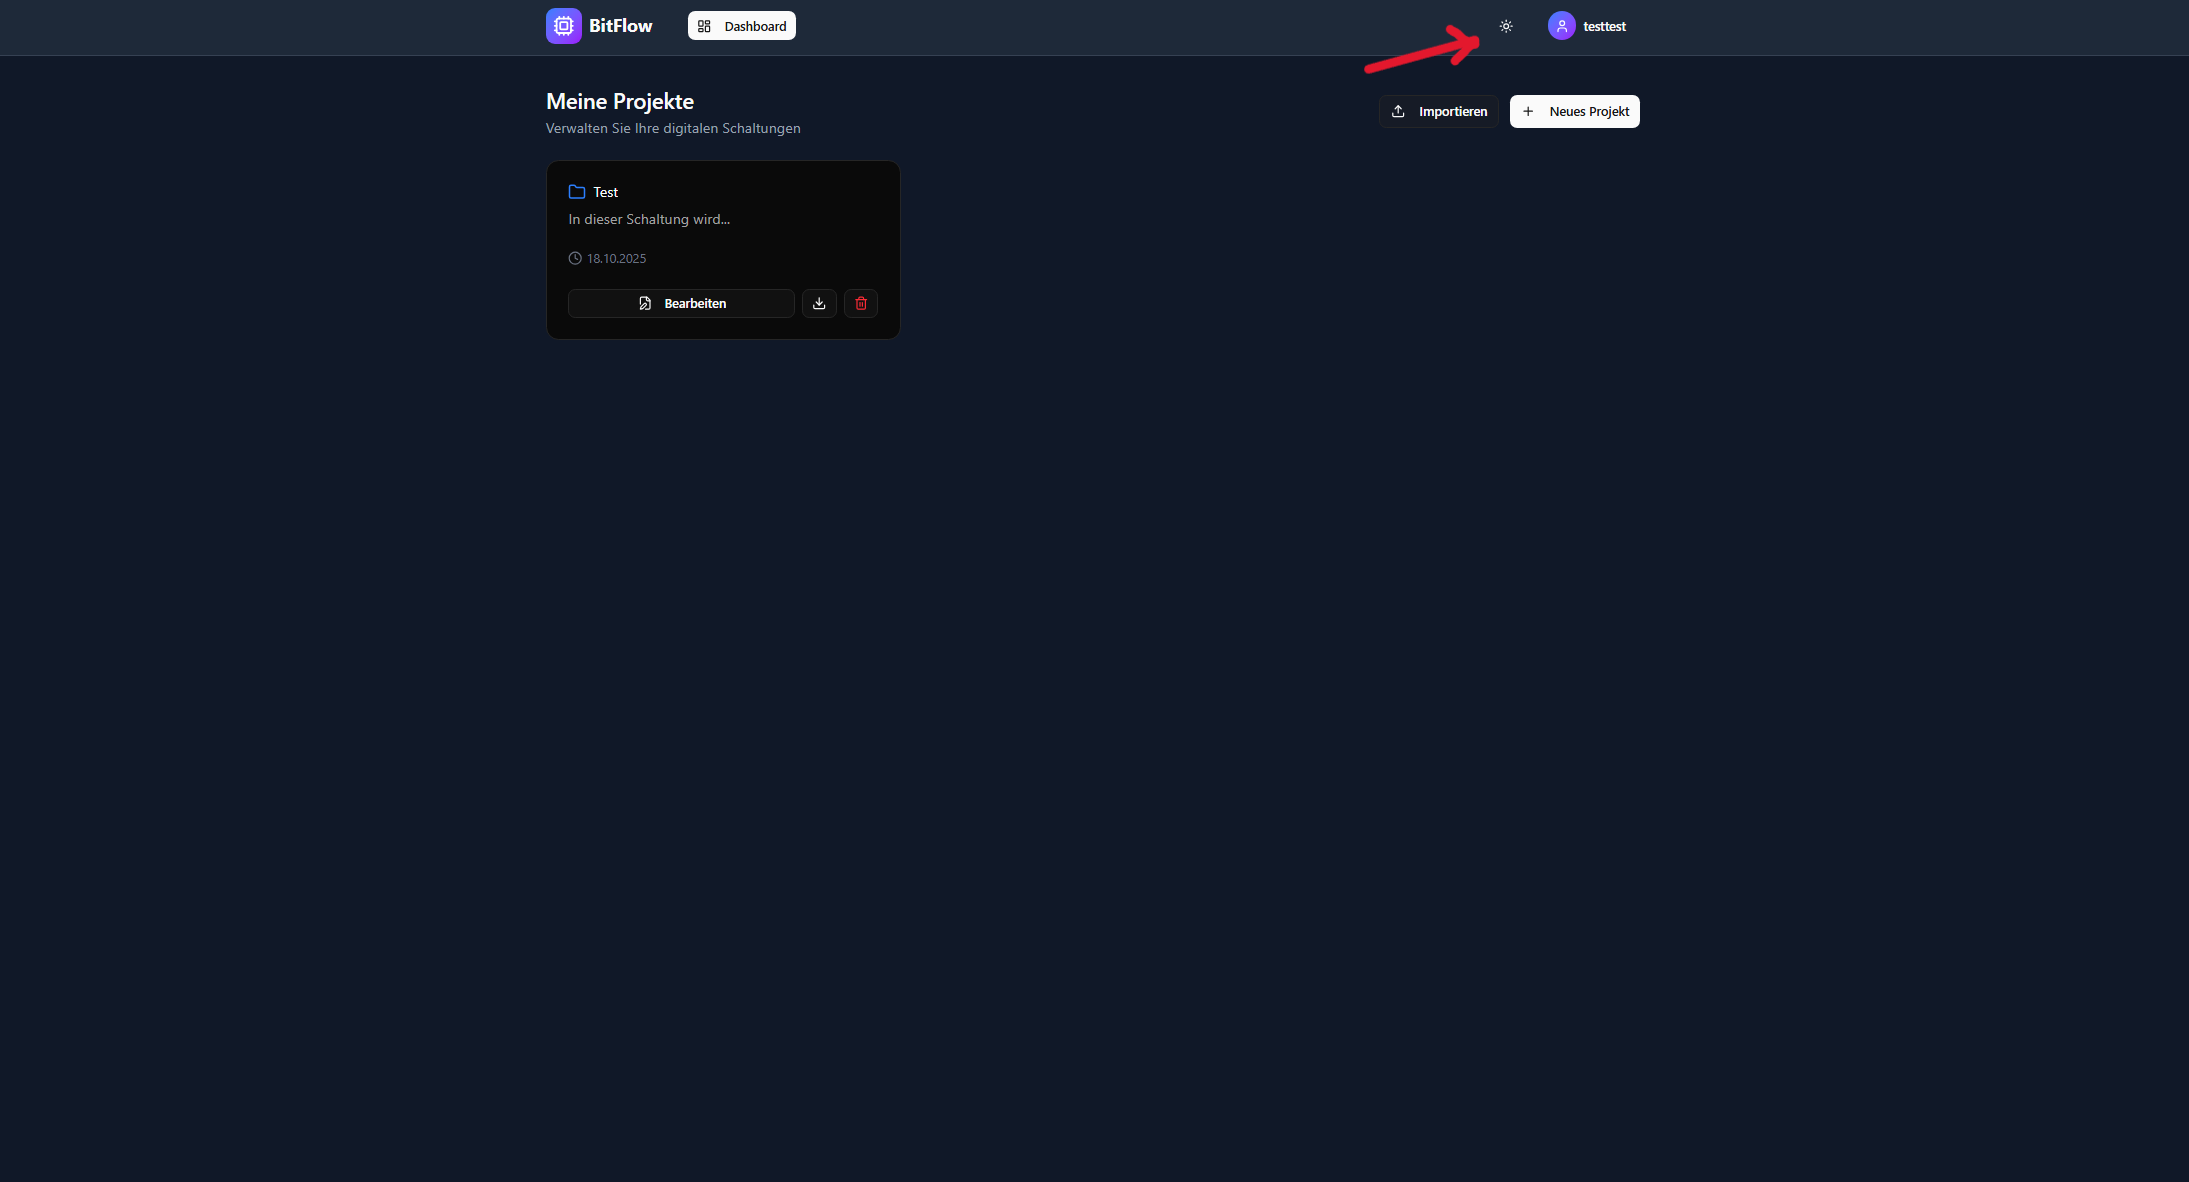 BitFlow
Dashboard
testtest
Meine Projekte
Verwalten Sie Ihre digitalen Schaltungen
Importieren
Neues Projekt
Test
In dieser Schaltung wird...
18.10.2025
Bearbeiten